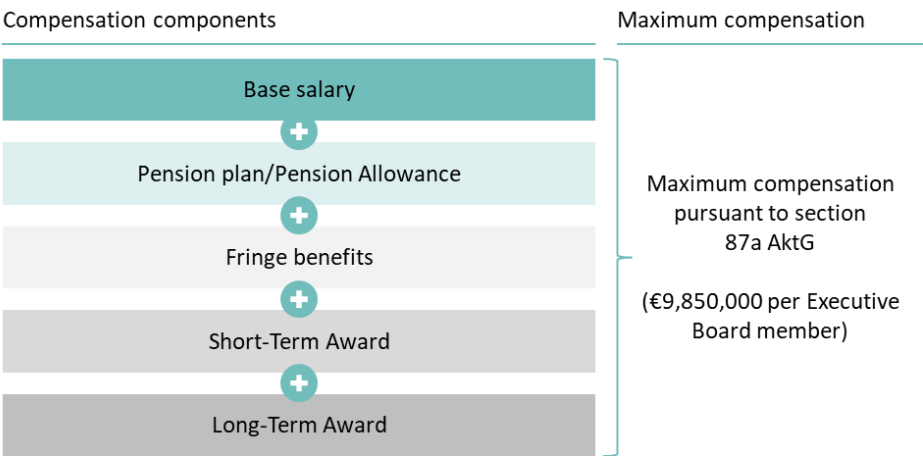 Compensation components
Maximum compensation
Base salary
Pension plan/Pension Allowance
Fringe benefits
Short-Term Award
Long-Term Award
Maximum compensation
pursuant to section
87a AktG
(€9,850,000 per Executive
Board member)